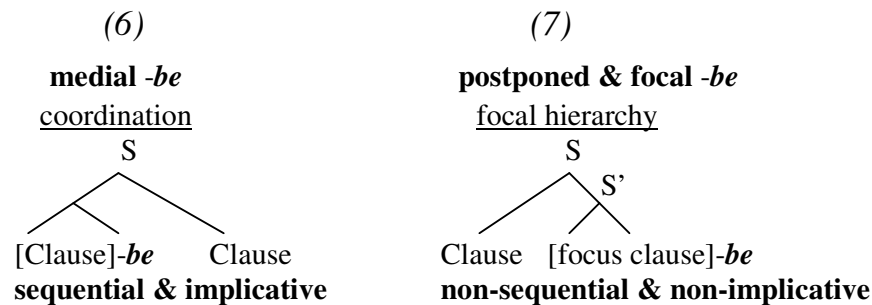 (6) (7)
medial -be postponed & focal -be
coordination focal hierarchy
S S
S’
[Clause]-be Clause Clause [focus clause]-be
sequential & implicative non-sequential & non-implicative